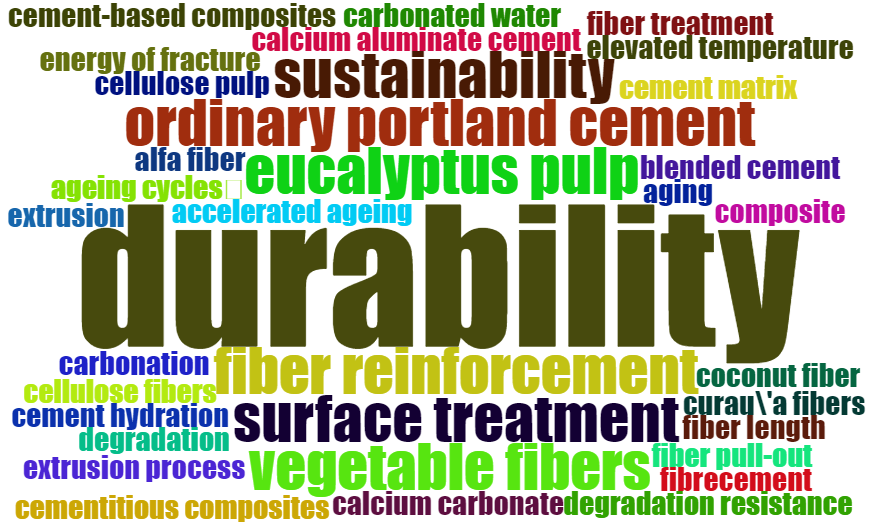 cement-based composites carbonated water
fiber treatment
calcium aluminate cement
elevated temperature
energy of fracture
sustainability
cellulose pulp
cement matrix
ordinary portland cement
alfa fiber
eucalyptus pulp
blended cement
ageing cycles□
aging
extrusion
accelerated ageing
composite
durability
carbonation
fiber reinforcement
coconut fiber
cellulose fibers
curau\'a fibers
cement hydration
surface treatment
fiber length
degradation
vegetable fibers
fiber pull-out
extrusion process
fibrecement
cementitious composites
calcium carbonate
degradation resistance